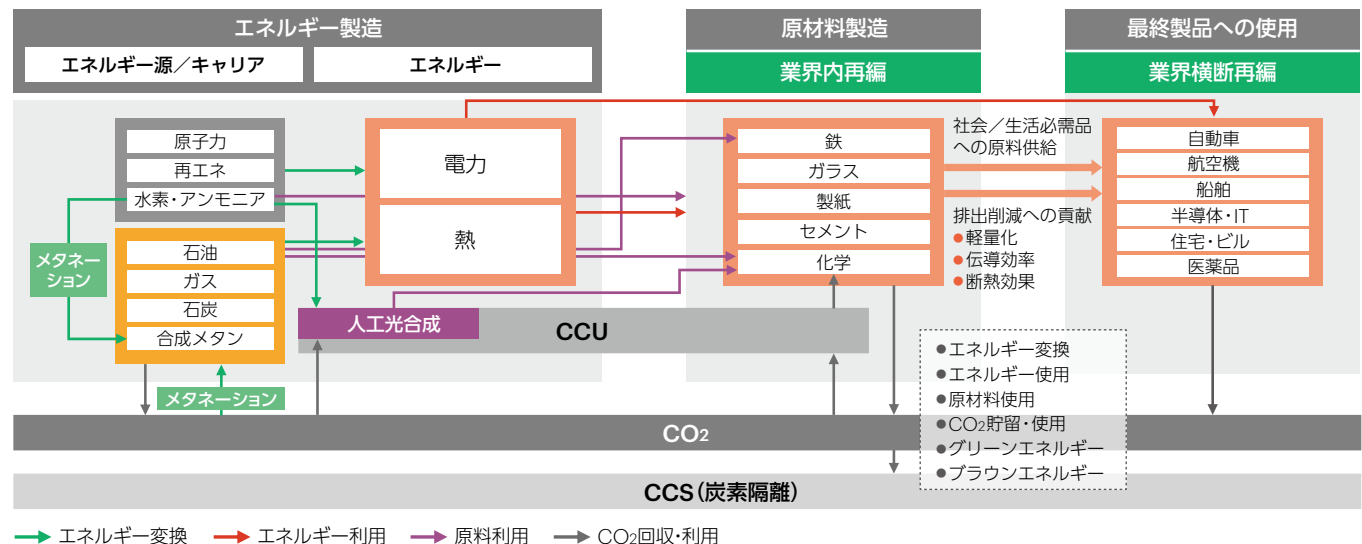 エネルギー製造
エネルギー源／キャリア
エネルギー
原材料製造
業界内再編
最終製品への使用
業界横断再編
原子力
再エネ
水素・アンモニア
メタネー
ション
石油
ガス
石炭
合成メタン
メタネーション
電力
熱
人工光合成
CCU
鉄
ガラス
製紙
セメント
化学
社会／生活必需品
への原料供給
排出削減への貢献
●軽量化
●伝導効率
●断熱効果
自動車
航空機
船舶
半導体・IT
住宅・ビル
医薬品
●エネルギー変換
●エネルギー使用
●原材料使用
●CO₂貯留・使用
●グリーンエネルギー
●ブラウンエネルギー
CO₂
CCS（炭素隔離）
エネルギー変換
エネルギー利用
原料利用
CO₂回収・利用